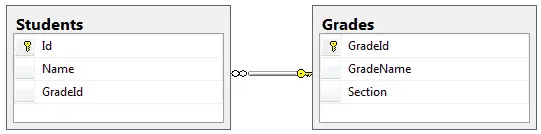 Students
Id
Name
GradeId
Grades
GradeId
GradeName
Section